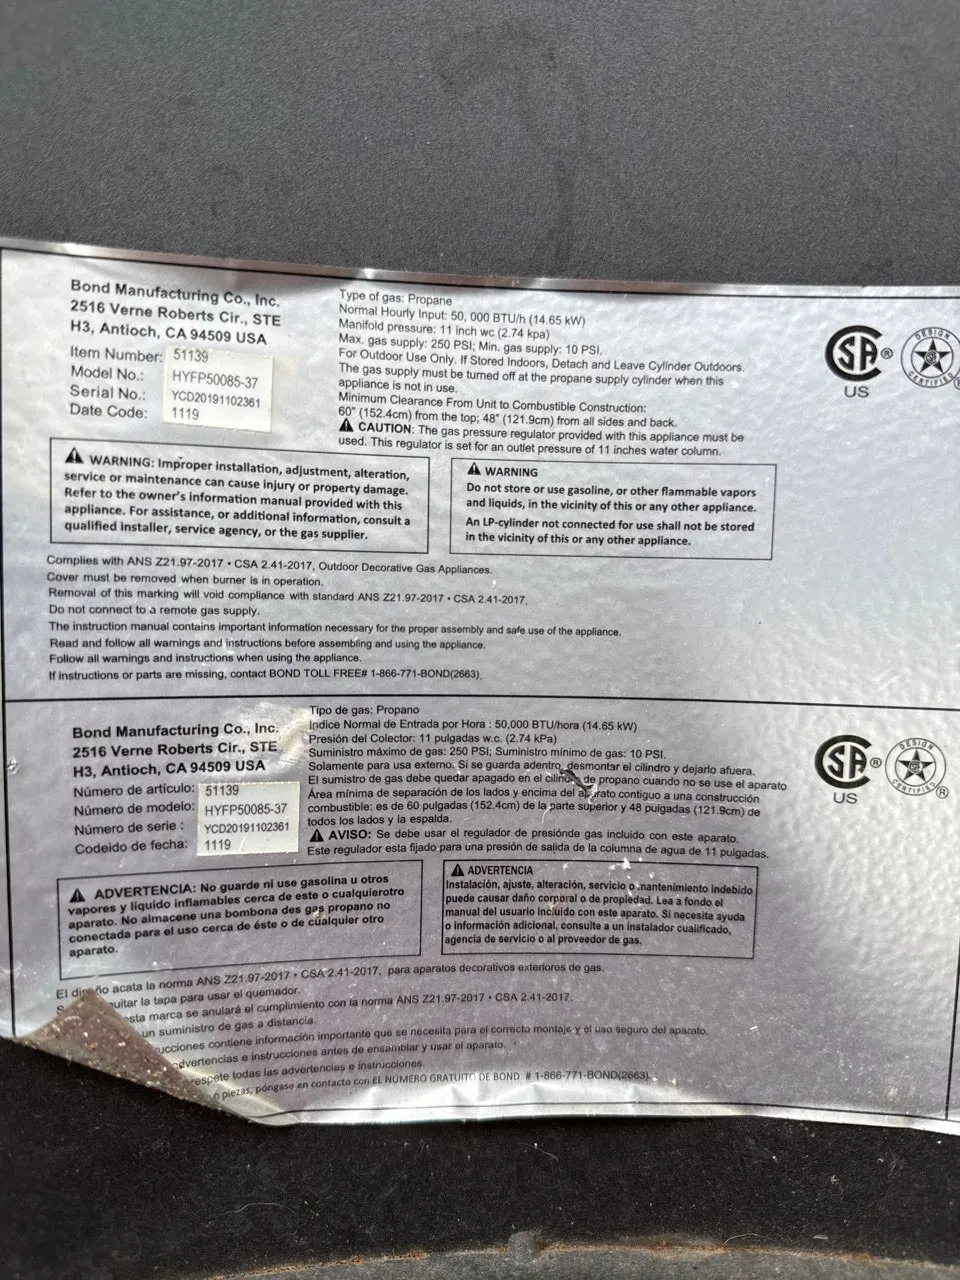 Bond Manufacturing Co., Inc.
2516 Verne Roberts Cir., STE
H3, Antioch, CA 94509 USA
Item Number: 51139
Model No.: HYFP50085-37
Serial No.: YCD20191102361
Date Code: 1119
Type of gas: Propane
Normal Hourly Input: 50, 000 BTU/h (14.65 kW)
Manifold pressure: 11 inch wc (2.74 kpa)
Max. gas supply: 250 PSI; Min. gas supply: 10 PSI.
For Outdoor Use Only. If Stored Indoors, Detach and Leave Cylinder Outdoors.
The gas supply must be turned off at the propane supply cylinder when this
appliance is not in use.
Minimum Clearance From Unit to Combustible Construction:
60" (152.4cm) from the top; 48" (121.9cm) from all sides and back.
CAUTION: The gas pressure regulator provided with this appliance must be
used. This regulator is set for an outlet pressure of 11 inches water column.
SA ®
US
DESIGN
CERTIFIED
WARNING: Improper installation, adjustment, alteration,
service or maintenance can cause injury or property damage.
Refer to the owner's information manual provided with this
appliance. For assistance, or additional information, consult a
qualified installer, service agency, or the gas supplier.
WARNING
Do not store or use gasoline, or other flammable vapors
and liquids, in the vicinity of this or any other appliance.
An LP-cylinder not connected for use shall not be stored
in the vicinity of this or any other appliance.
Complies with ANS Z21.97-2017 • CSA 2.41-2017, Outdoor Decorative Gas Appliances.
Cover must be removed when burner is in operation.
Removal of this marking will void compliance with standard ANS Z21.97-2017 • CSA 2.41-2017.
Do not connect to a remote gas supply.
The instruction manual contains important information necessary for the proper assembly and safe use of the appliance.
Read and follow all warnings and instructions before assembling and using the appliance.
Follow all warnings and instructions when using the appliance.
If instructions or parts are missing, contact BOND TOLL FREE# 1-866-771-BOND(2663).
Bond Manufacturing Co., Inc.
2516 Verne Roberts Cir., STE
H3, Antioch, CA 94509 USA
Número de artículo: 51139
Número de modelo: HYFP50085-37
Número de serie : YCD20191102361
Codeido de fecha: 1119
Tipo de gas: Propano
Indice Normal de Entrada por Hora : 50,000 BTU/hora (14.65 kW)
Presión del Colector: 11 pulgadas w.c. (2.74 kPa)
Suministro máximo de gas: 250 PSI; Suministro mínimo de gas: 10 PSI.
Solamente para usa externo. Si se guarda adentro, desmontar el cilindro y dejarlo afuera.
El sumistro de gas debe quedar apagado en el cilind de propano cuando no se use el aparato
Área mínima de separación de los lados y encima del aparato contiguo a una construcción
combustible: es de 60 pulgadas (152.4cm) de la parte superior y 48 pulgadas (121.9cm) de
todos los lados y la espalda.
AVISO: Se debe usar el regulador de presiónde gas incluido con este aparato.
Este regulador esta fijado para una presión de salida de la columna de agua de 11 pulgadas.
SA ®
US
DESIGN
CERTIFIED ®
ADVERTENCIA: No guarde ni use gasolina u otros
vapores y líquido inflamables cerca de este o cualquierotro
aparato. No almacene una bombona des gas propano no
conectada para el uso cerca de éste o de cualquier otro
aparato.
ADVERTENCIA
Instalación, ajuste, alteración, servicio o mantenimiento indebido
puede causar daño corporal o de propiedad. Lea a fondo el
manual del usuario incluido con este aparato. Si necesita ayuda
o información adicional, consulte a un instalador cualificado,
agencia de servicio o al proveedor de gas.
El diseño acata la norma ANS Z21.97-2017 • CSA 2.41-2017, para aparatos decorativos exteriores de gas.
quitar la tapa para usar el quemador.
esta marca se anulará el cumplimiento con la norma ANS Z21.97-2017 • CSA 2.41-2017.
un suministro de gas a distancia.
ucciones contiene información importante que se necesita para el correcto montaje y el uso seguro del aparato.
advertencias e instrucciones antes de ensamblar y usar el aparato.
espete todas las advertencias e instrucciones.
o piezas, póngase en contacto con EL NÚMERO GRATUITO DE BOND # 1-866-771-BOND(2663).